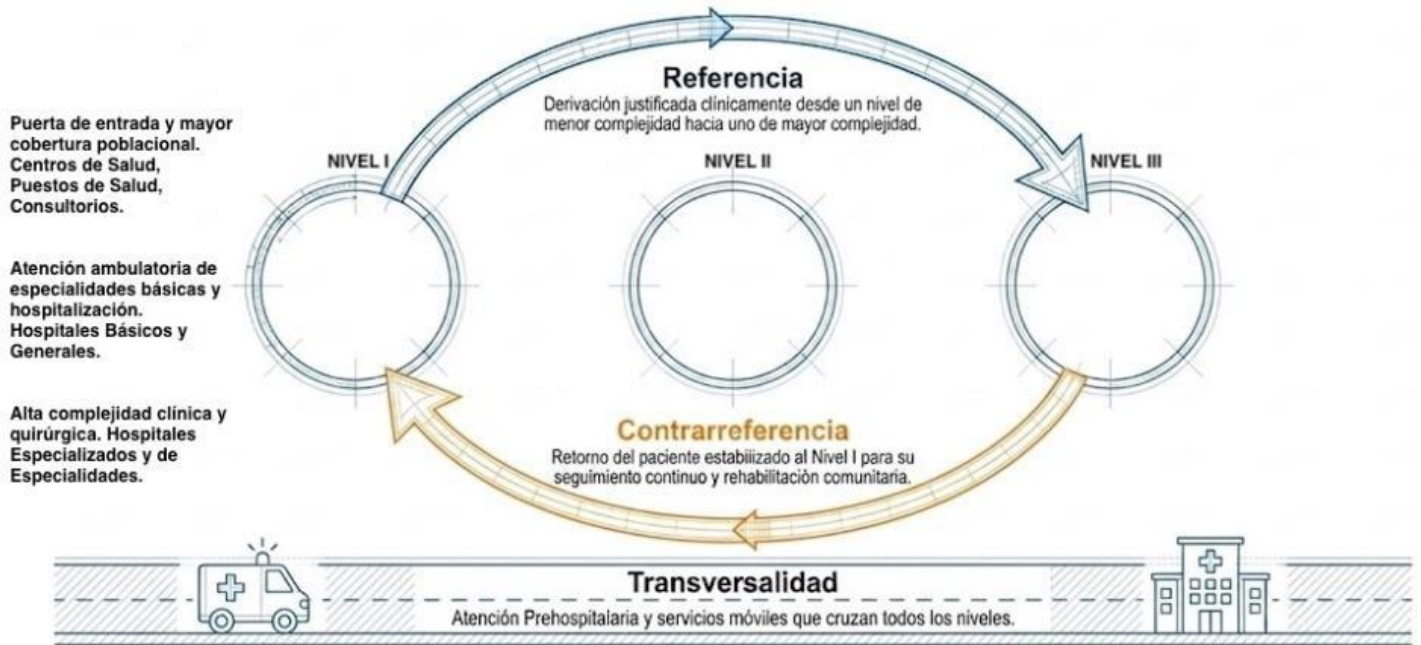 Referencia
Derivación justificada clínicamente desde un nivel de
menor complejidad hacia uno de mayor complejidad.
Puerta de entrada y mayor
cobertura poblacional.
Centros de Salud,
Puestos de Salud,
Consultorios.
Atención ambulatoria de
especialidades básicas y
hospitalización.
Hospitales Básicos y
Generales.
Alta complejidad clínica y
quirúrgica. Hospitales
Especializados y de
Especialidades.
NIVEL I
NIVEL II
NIVEL III
Contrarreferencia
Retorno del paciente estabiiizado al Nivel I para su
seguimiento continuo y rehabilitación comunitaria.
Transversalidad
Atención Prehospitalaria y servicios móviles que cruzan todos los niveles.